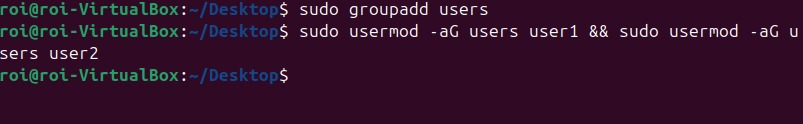 roi@roi-VirtualBox:~/Desktop$ sudo groupadd users
roi@roi-VirtualBox:~/Desktop$ sudo usermod -aG users user1 && sudo usermod -aG u
sers user2
roi@roi-VirtualBox:~/Desktop$